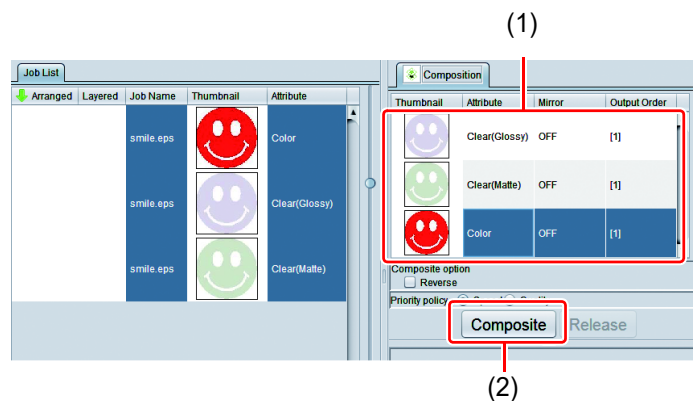 (1)
Job List
Composition
Arranged Layered Job Name Thumbnail Attribute
Thumbnail Attribute Mirror Output Order
smile.eps Color
Clear(Glossy) OFF [1]
smile.eps Clear(Glossy)
Clear(Matte) OFF [1]
smile.eps Clear(Matte)
Color OFF [1]
Composite option
Reverse
Priority policy
Composite Release
(2)